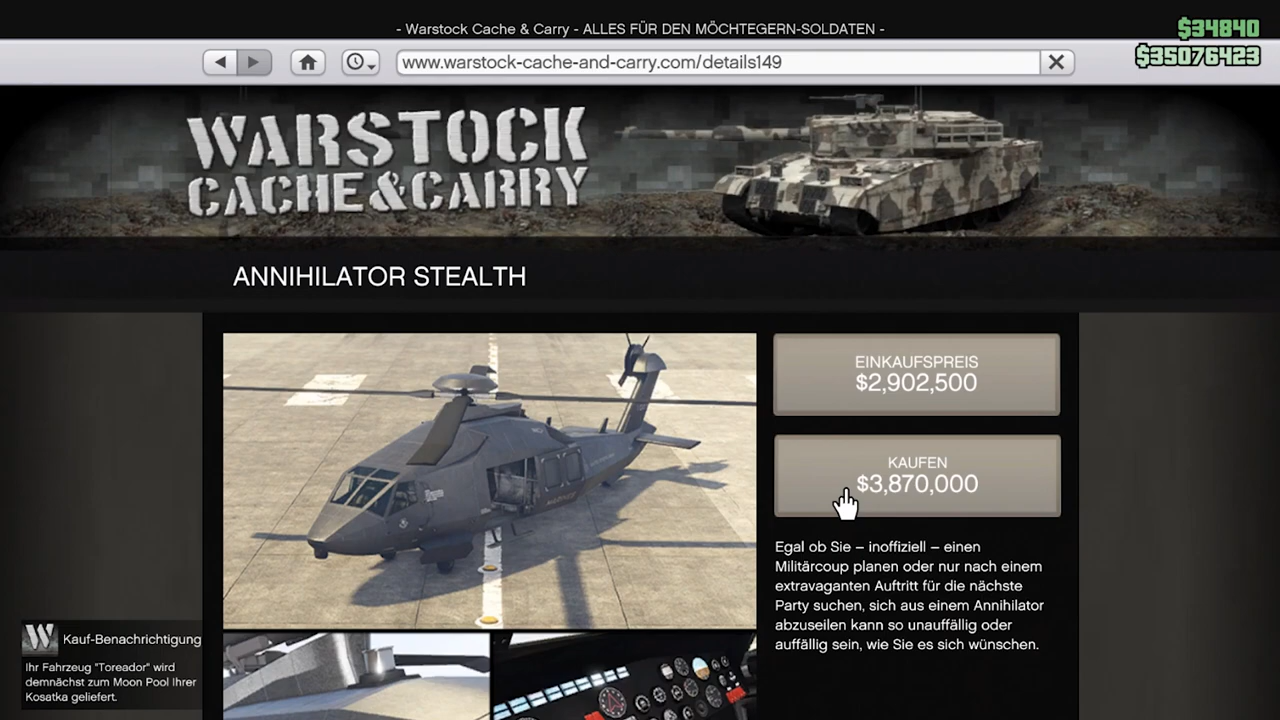 - Warstock Cache & Carry - ALLES FÜR DEN MÖCHTEGERN-SOLDATEN -
$34840
$35076423
www.warstock-cache-and-carry.com/details149
WARSTOCK
CACHE&CARRY
ANNIHILATOR STEALTH
EINKAUFSPREIS
$2,902,500
KAUFEN
$3,870,000
Egal ob Sie – inoffiziell – einen
Militärcoup planen oder nur nach einem
extravaganten Auftritt für die nächste
Party suchen, sich aus einem Annihilator
abzuseilen kann so unauffällig oder
auffällig sein, wie Sie es sich wünschen.
W Kauf-Benachrichtigung
Ihr Fahrzeug "Toreador" wird
demnächst zum Moon Pool Ihrer
Kosatka geliefert.